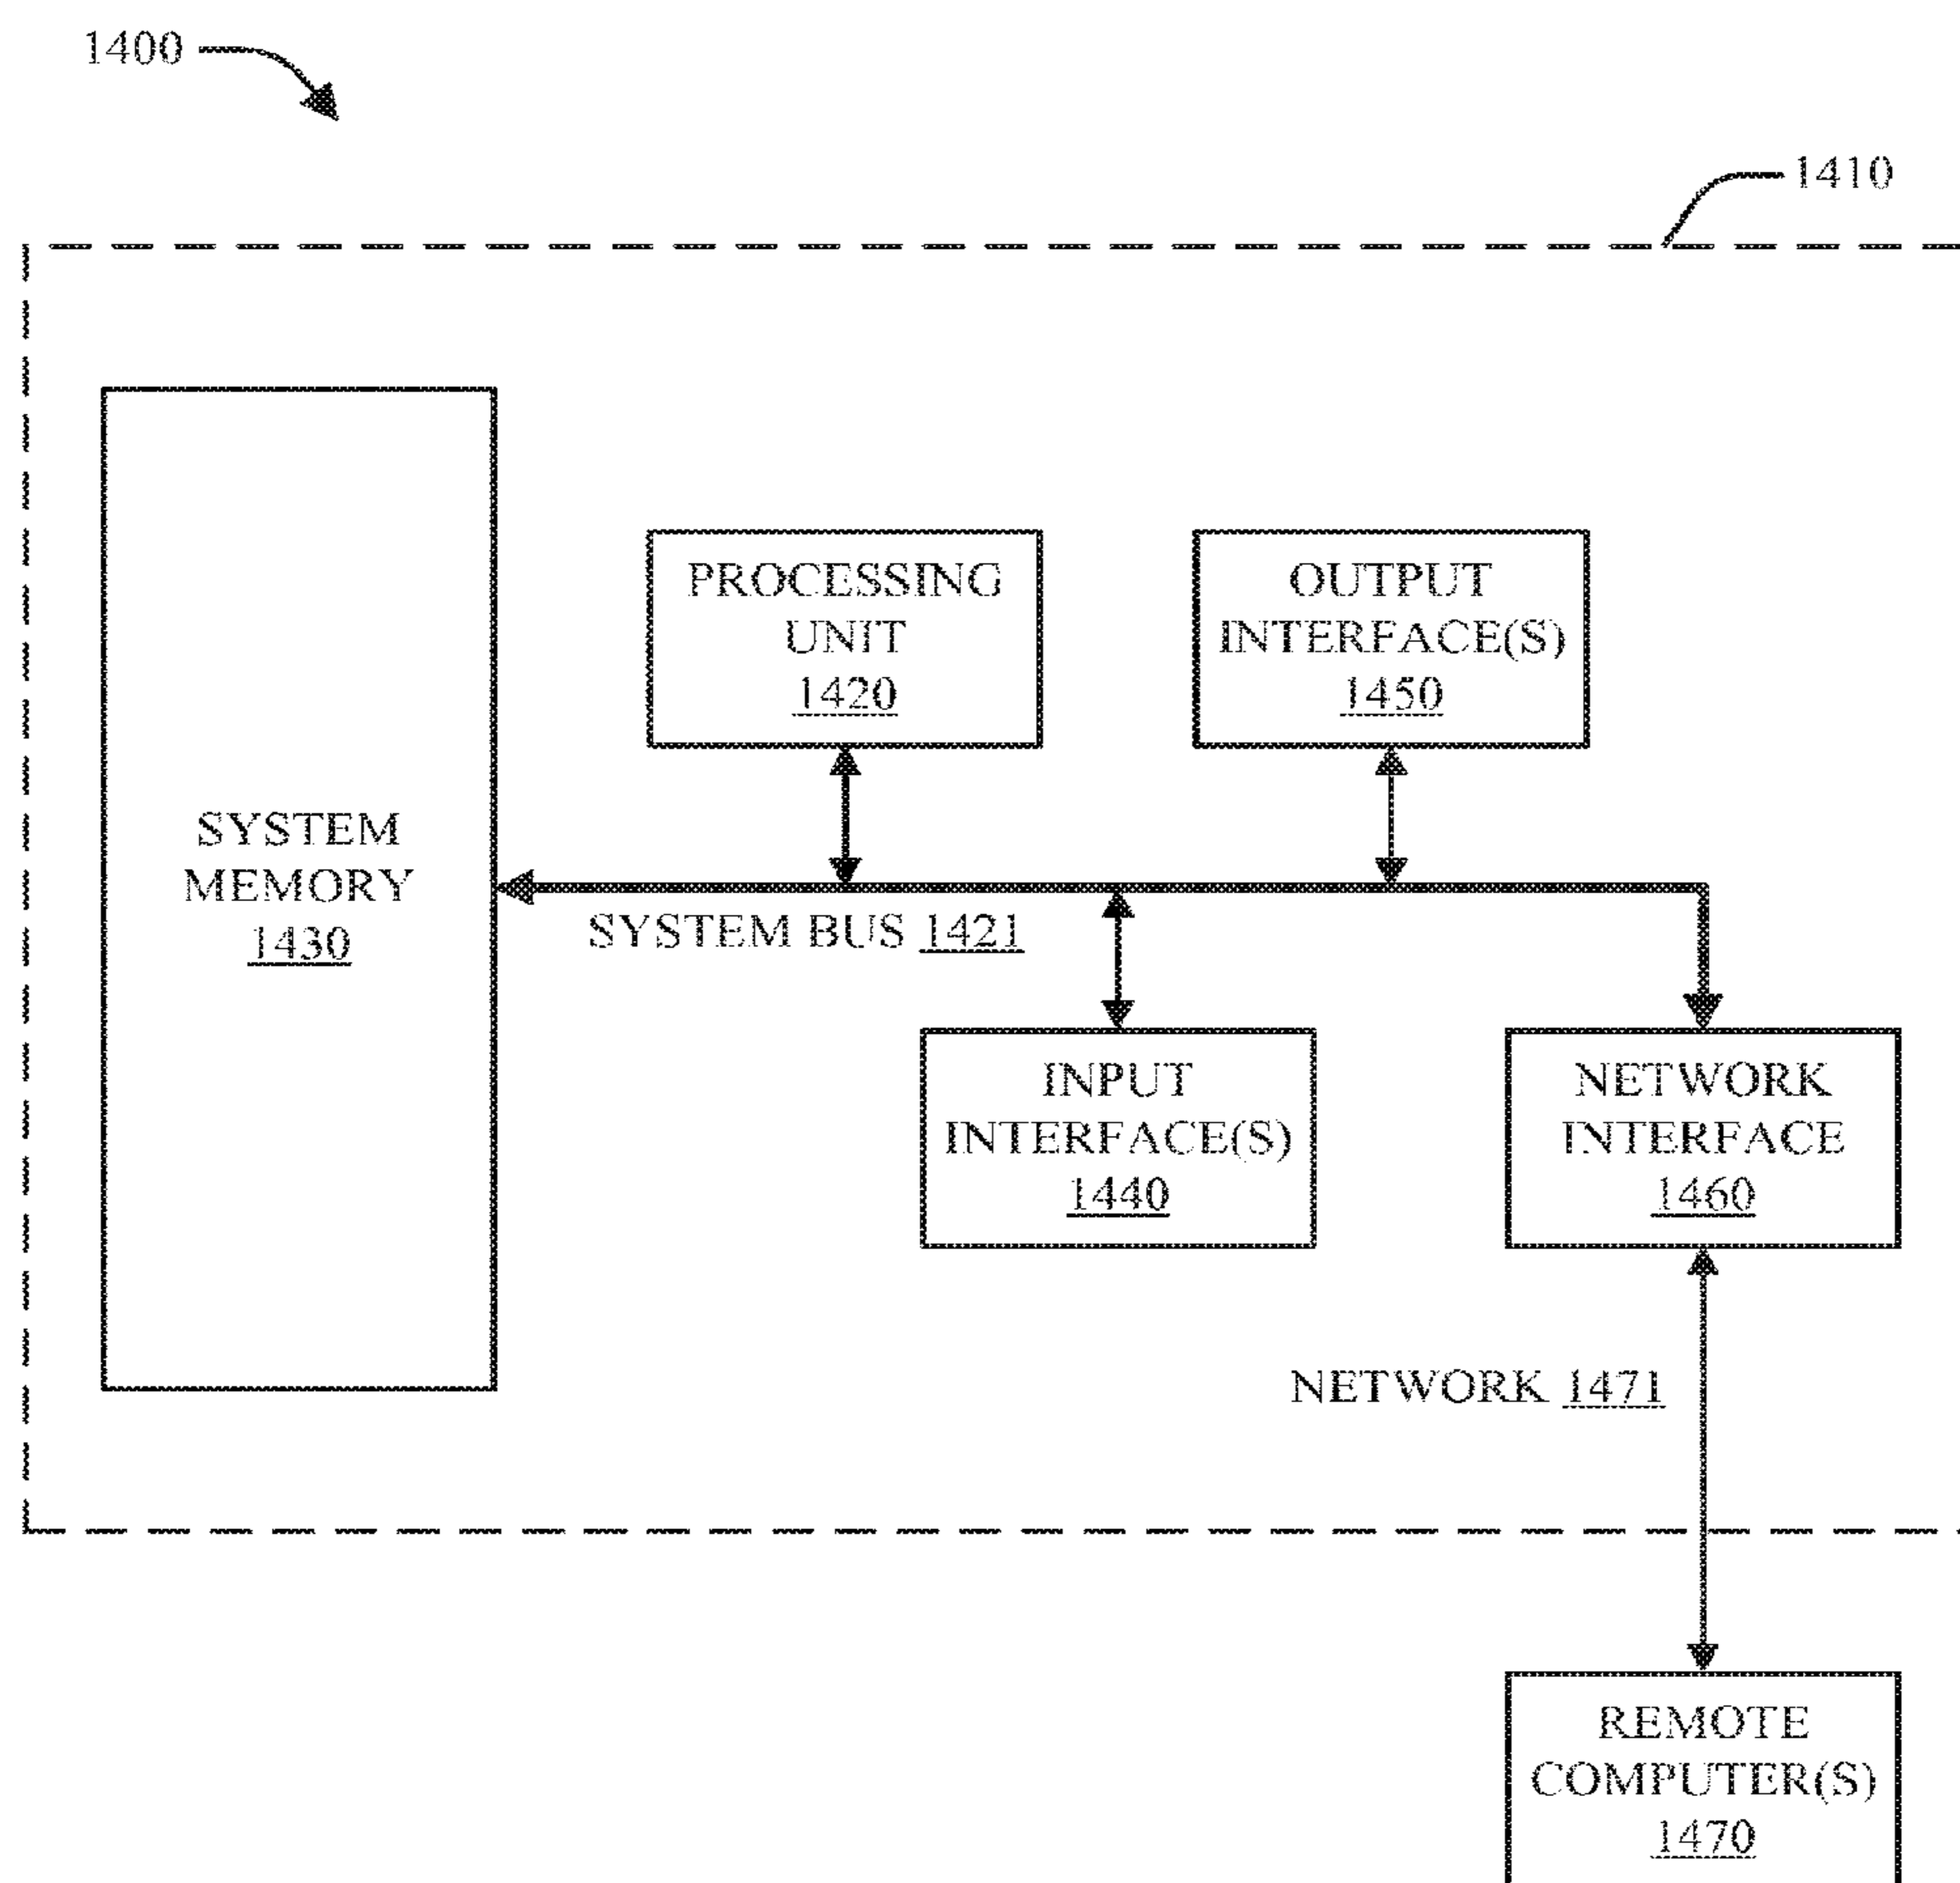 1400
1410
PROCESSING
UNIT
1420
OUTPUT
INTERFACE(S)
1450
SYSTEM
MEMORY
1430
SYSTEM BUS 1421
INPUT
INTERFACE(S)
1440
NETWORK
INTERFACE
1460
NETWORK 1471
REMOTE
COMPUTER(S)
1470